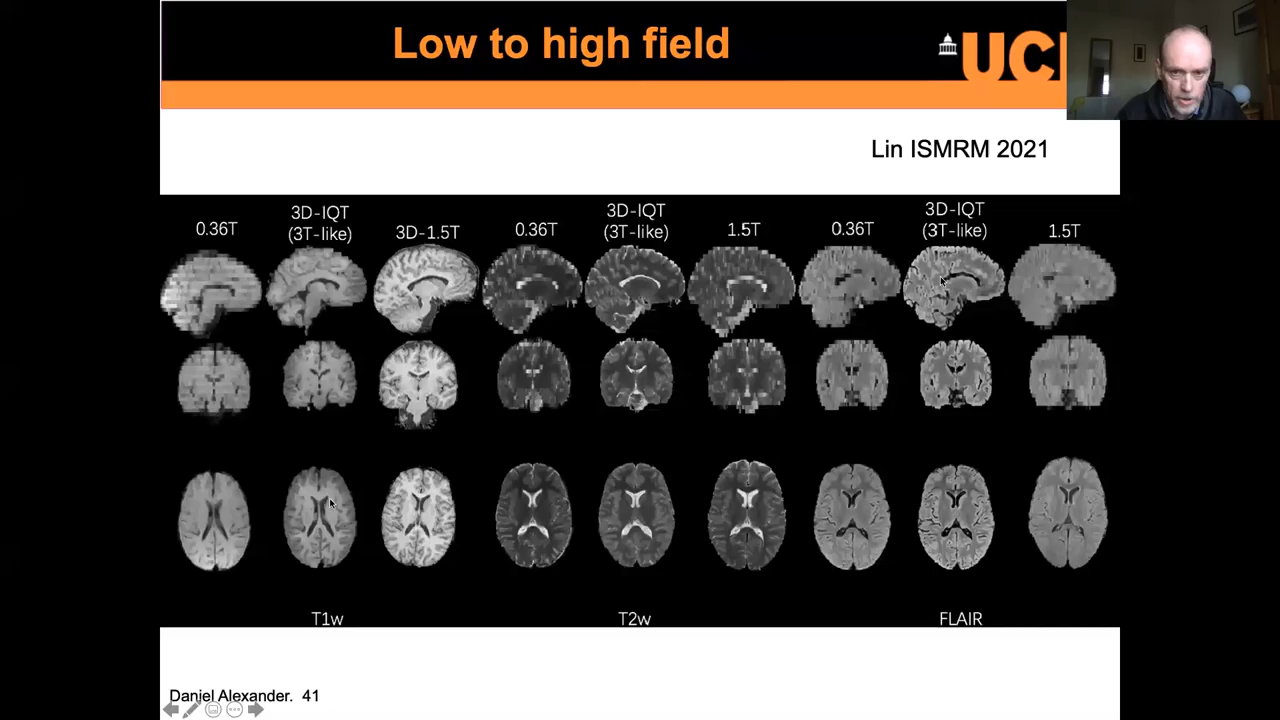 Low to high field
UCL
Lin ISMRM 2021
0.36T
3D-IQT
(3T-like)
3D-1.5T
0.36T
3D-IQT
(3T-like)
1.5T
0.36T
3D-IQT
(3T-like)
1.5T
T1w
T2w
FLAIR
Daniel Alexander. 41